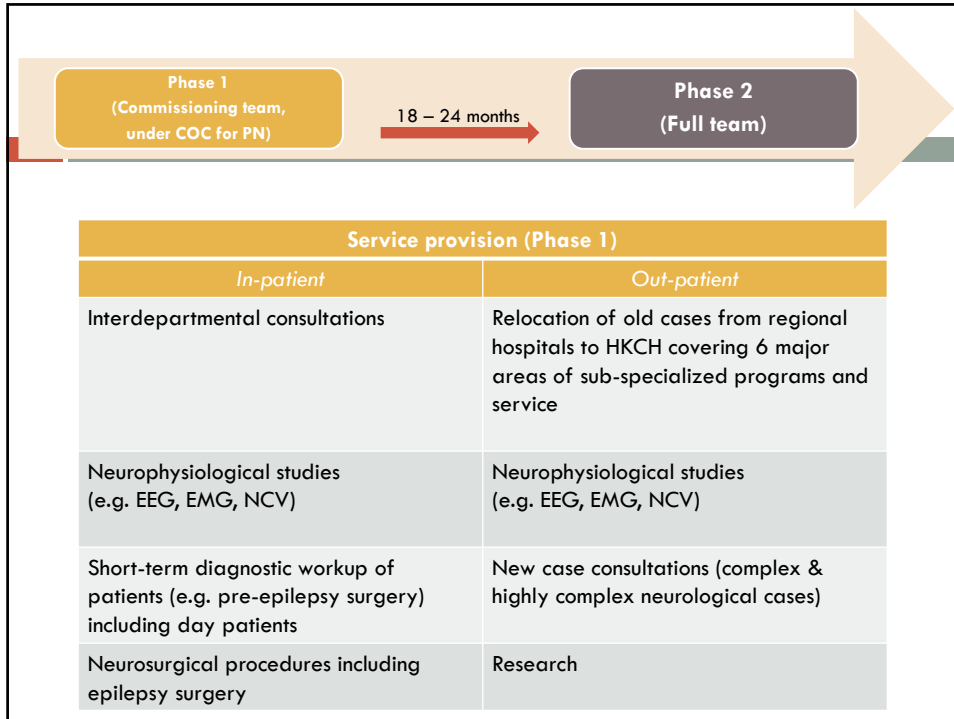 Phase 1
(Commissioning team,
under COC for PN)
18 – 24 months
Phase 2
(Full team)
Service provision (Phase 1)
In-patient
Out-patient
Interdepartmental consultations
Relocation of old cases from regional
hospitals to HKCH covering 6 major
areas of sub-specialized programs and
service
Neurophysiological studies
(e.g. EEG, EMG, NCV)
Neurophysiological studies
(e.g. EEG, EMG, NCV)
Short-term diagnostic workup of
patients (e.g. pre-epilepsy surgery)
including day patients
New case consultations (complex &
highly complex neurological cases)
Neurosurgical procedures including
epilepsy surgery
Research